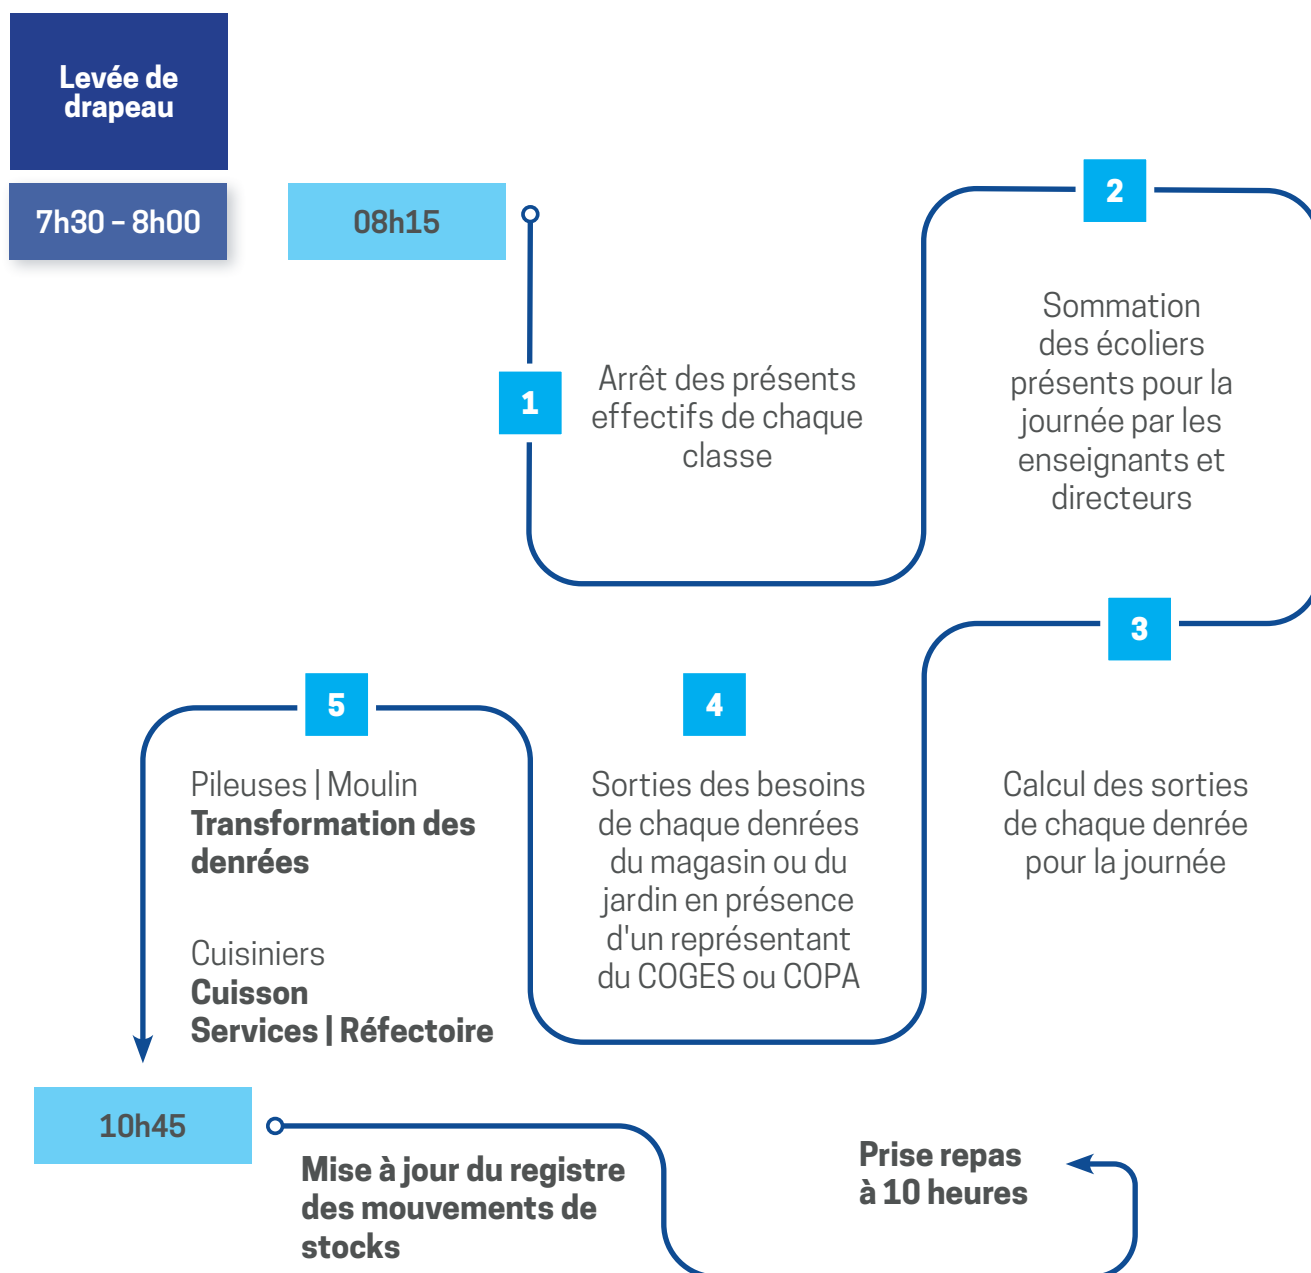 Levée de
drapeau
7h30 – 8h00
08h15
1
Arrêt des présents
effectifs de chaque
classe
2
Sommation
des écoliers
présents pour la
journée par les
enseignants et
directeurs
3
Calcul des sorties
de chaque denrée
pour la journée
4
Sorties des besoins
de chaque denrées
du magasin ou du
jardin en présence
d'un représentant
du COGES ou COPA
5
Pileuses | Moulin
Transformation des
denrées
Cuisiniers
Cuisson
Services | Réfectoire
10h45
Mise à jour du registre
des mouvements de
stocks
Prise repas
à 10 heures